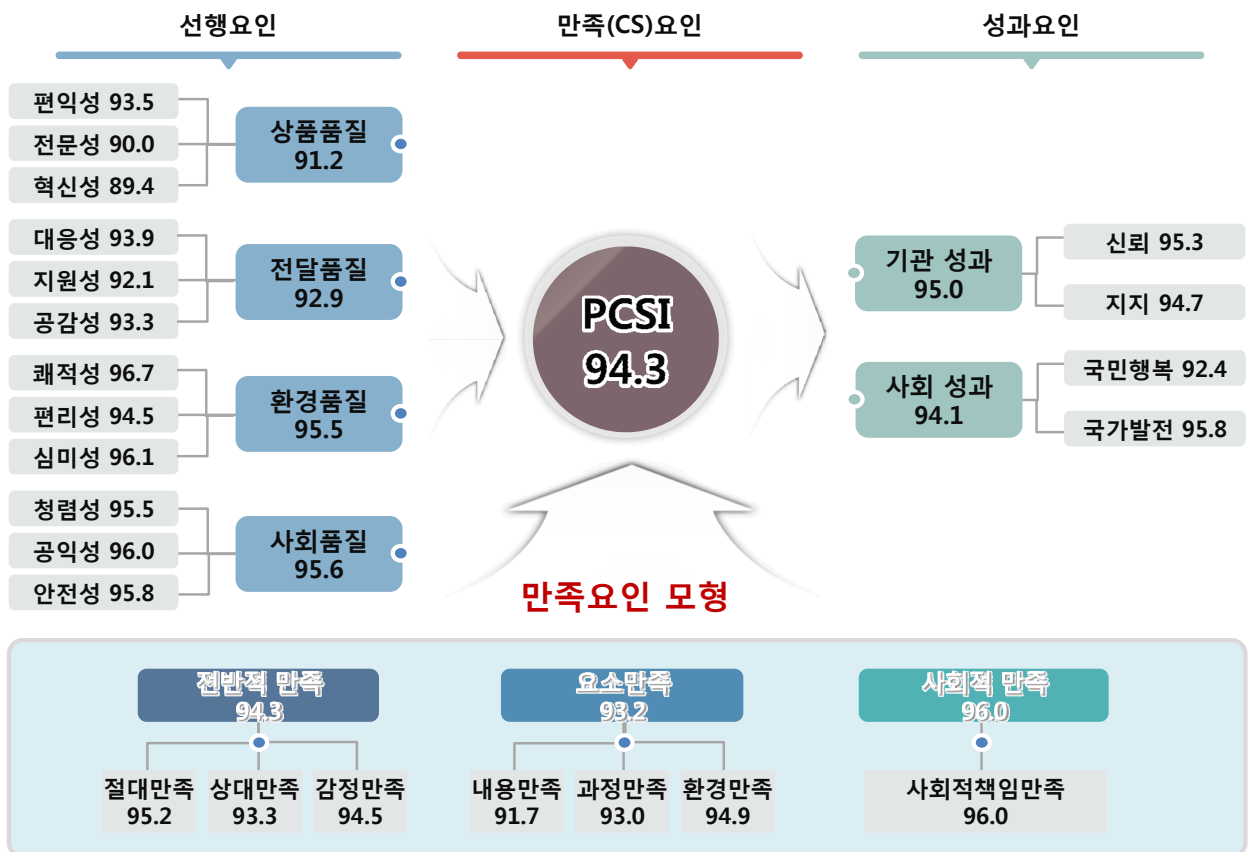 선행요인
만족(CS)요인
성과요인
편익성 93.5
전문성 90.0
혁신성 89.4
상품품질
91.2
대응성 93.9
지원성 92.1
공감성 93.3
전달품질
92.9
쾌적성 96.7
편리성 94.5
심미성 96.1
환경품질
95.5
청렴성 95.5
공익성 96.0
안전성 95.8
사회품질
95.6
PCSI
94.3
기관 성과
95.0
신뢰 95.3
지지 94.7
사회 성과
94.1
국민행복 92.4
국가발전 95.8
만족요인 모형
전반적 만족
94.3
절대만족
95.2
상대만족
93.3
감정만족
94.5
요소만족
93.2
내용만족
91.7
과정만족
93.0
환경만족
94.9
사회적 만족
96.0
사회적책임만족
96.0